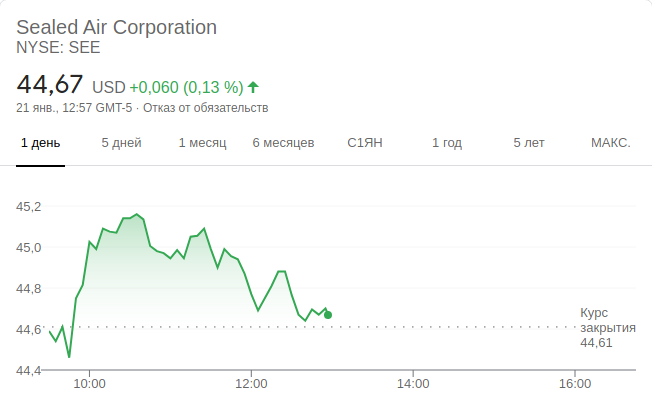 Sealed Air Corporation
NYSE: SEE
44,67 USD +0,060 (0,13 %)
21 янв., 12:57 GMT-5 · Отказ от обязательств
1 день 5 дней 1 месяц 6 месяцев С1ЯН 1 год 5 лет МАКС.
45,2
45,0
44,8
44,6
44,4
Курс
закрытия
44,61
10:00 12:00 14:00 16:00